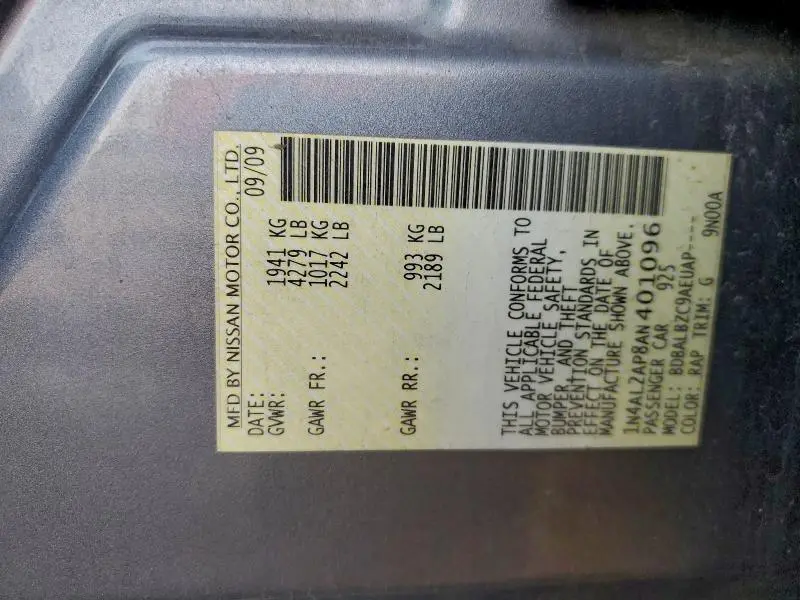 MFD BY NISSAN MOTOR CO., LTD.
DATE: 09/09
GVWR: 1941 KG
4279 LB
GAWR FR.: 1017 KG
2242 LB
GAWR RR.: 993 KG
2189 LB
THIS VEHICLE CONFORMS TO
ALL APPLICABLE FEDERAL
MOTOR VEHICLE SAFETY,
BUMPER, AND THEFT
PREVENTION STANDARDS IN
EFFECT ON THE DATE OF
MANUFACTURE SHOWN ABOVE.
1N4AL2AP8AN401096
PASSENGER CAR 925
MODEL: BDBALBZC9AEUAP----
COLOR: RAP TRIM: G 9N00A